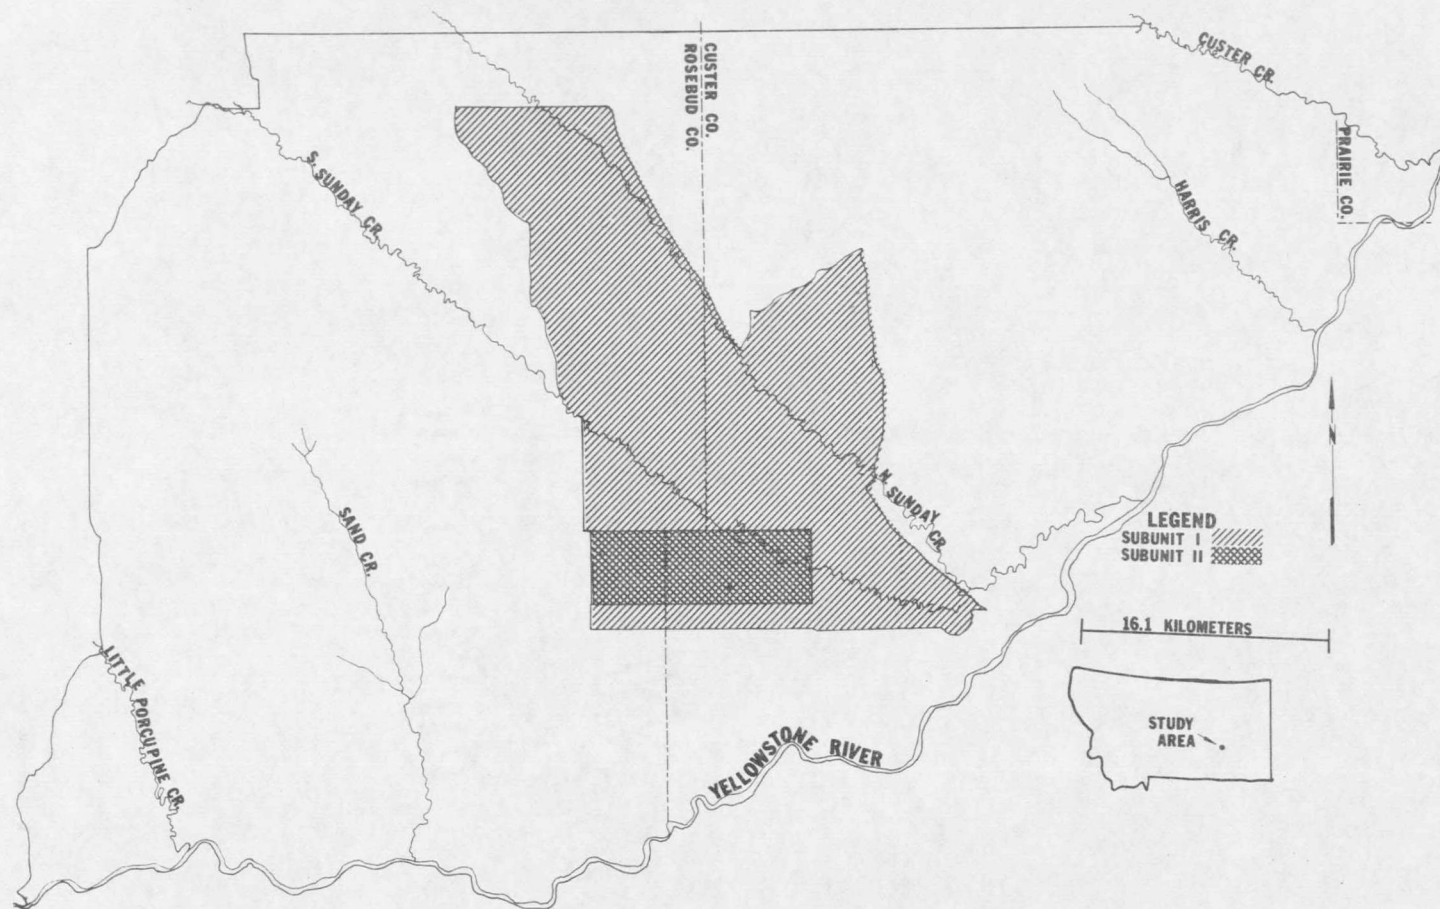 CUSTER CO.
ROSEBUD CO.
CUSTER CR.
PRAIRIE CO.
HARRIS CR.
S. SUNDAY CR.
N. SUNDAY CR.
N
SAND CR.
LEGEND
SUBUNIT I
SUBUNIT II
16.1 KILOMETERS
LITTLE PORCUPINE CR.
STUDY
AREA
YELLOWSTONE RIVER